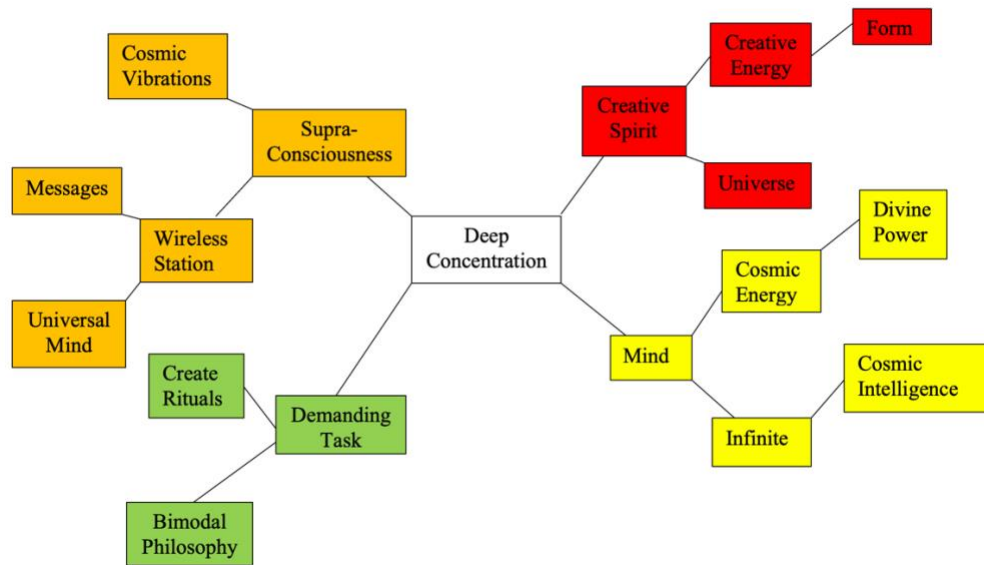 Cosmic
Vibrations
Supra-
Consciousness
Messages
Wireless
Station
Universal
Mind
Create
Rituals
Demanding
Task
Bimodal
Philosophy
Deep
Concentration
Creative
Spirit
Creative
Energy
Form
Universe
Mind
Cosmic
Energy
Divine
Power
Infinite
Cosmic
Intelligence